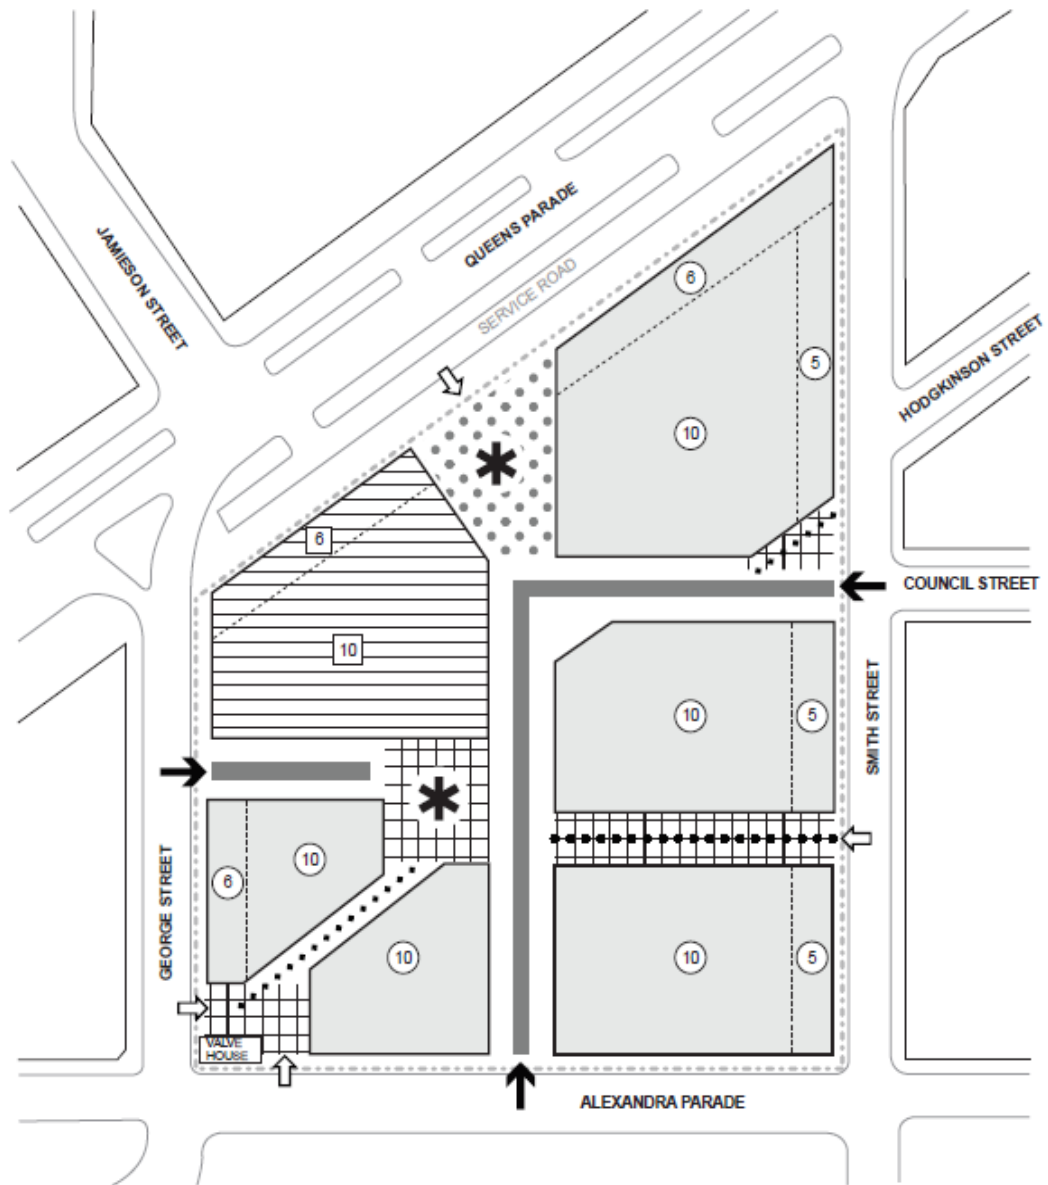 QUEENS PARADE
JAMIESON STREET
SERVICE ROAD
6
5
HODGKINSON STREET
10
6
COUNCIL STREET
10
10
5
SMITH STREET
10
6
GEORGE STREET
10
10
5
VALVE
HOUSE
ALEXANDRA PARADE